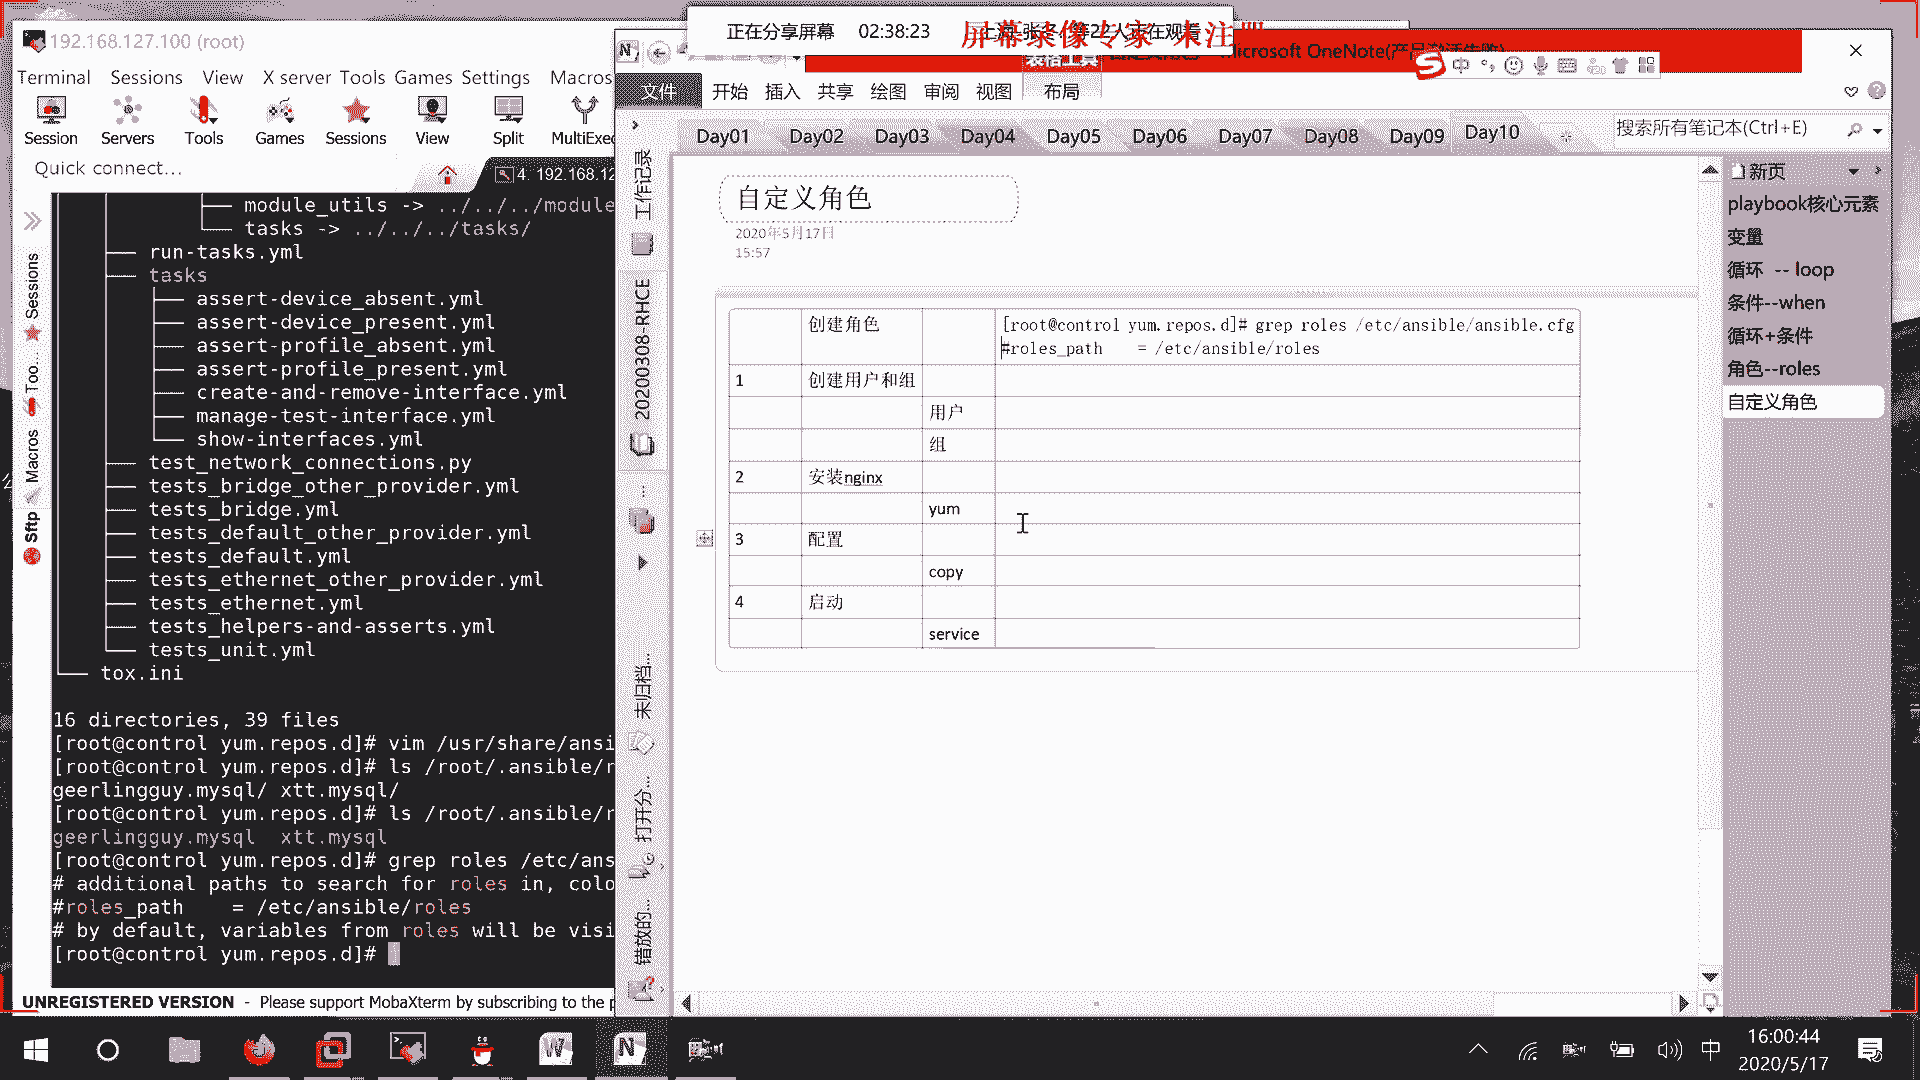 正在分享屏幕 02:38:23
屏幕录像专家 未注
192.168.127.100 (root)
Terminal Sessions View X server Tools Games Settings Macros
Session Servers Tools Games Sessions View Split MultiExec
Quick connect...
4. 192.168.12
Sessions
Too...
Macros
Sftp
module_utils -> ../../../module
tasks -> ../../../tasks/
run-tasks.yml
tasks
assert-device_absent.yml
assert-device_present.yml
assert-profile_absent.yml
assert-profile_present.yml
create-and-remove-interface.yml
manage-test-interface.yml
show-interfaces.yml
test_network_connections.py
tests_bridge_other_provider.yml
tests_bridge.yml
tests_default_other_provider.yml
tests_default.yml
tests_ethernet_other_provider.yml
tests_ethernet.yml
tests_helpers-and-asserts.yml
tests_unit.yml
tox.ini
16 directories, 39 files
[root@control yum.repos.d]# vim /usr/share/ansi
[root@control yum.repos.d]# ls /root/.ansible/r
geerlingguy.mysql/ xtt.mysql/
[root@control yum.repos.d]# ls /root/.ansible/r
geerlingguy.mysql xtt.mysql
[root@control yum.repos.d]# grep roles /etc/ans
# additional paths to search for roles in, colo
#roles_path = /etc/ansible/roles
# by default, variables from roles will be visi
[root@control yum.repos.d]#
UNREGISTERED VERSION - Please support MobaXterm by subscribing to the p
Microsoft OneNote(产品激活失败)
表格工具
中
文件 开始 插入 共享 绘图 审阅 视图 布局
Day01 Day02 Day03 Day04 Day05 Day06 Day07 Day08 Day09 Day10
搜索所有笔记本(Ctrl+E)
工作记录
20200308-RHCE
未归档...
打开分...
错放的...
自定义角色
2020年5月17日
15:57
创建角色 [root@control yum.repos.d]# grep roles /etc/ansible/ansible.cfg
#roles_path = /etc/ansible/roles
1 创建用户和组
用户
组
2 安装nginx
yum
3 配置
copy
4 启动
service
新页
playbook核心元素
变量
循环 -- loop
条件--when
循环+条件
角色--roles
自定义角色
中
16:00:44
2020/5/17